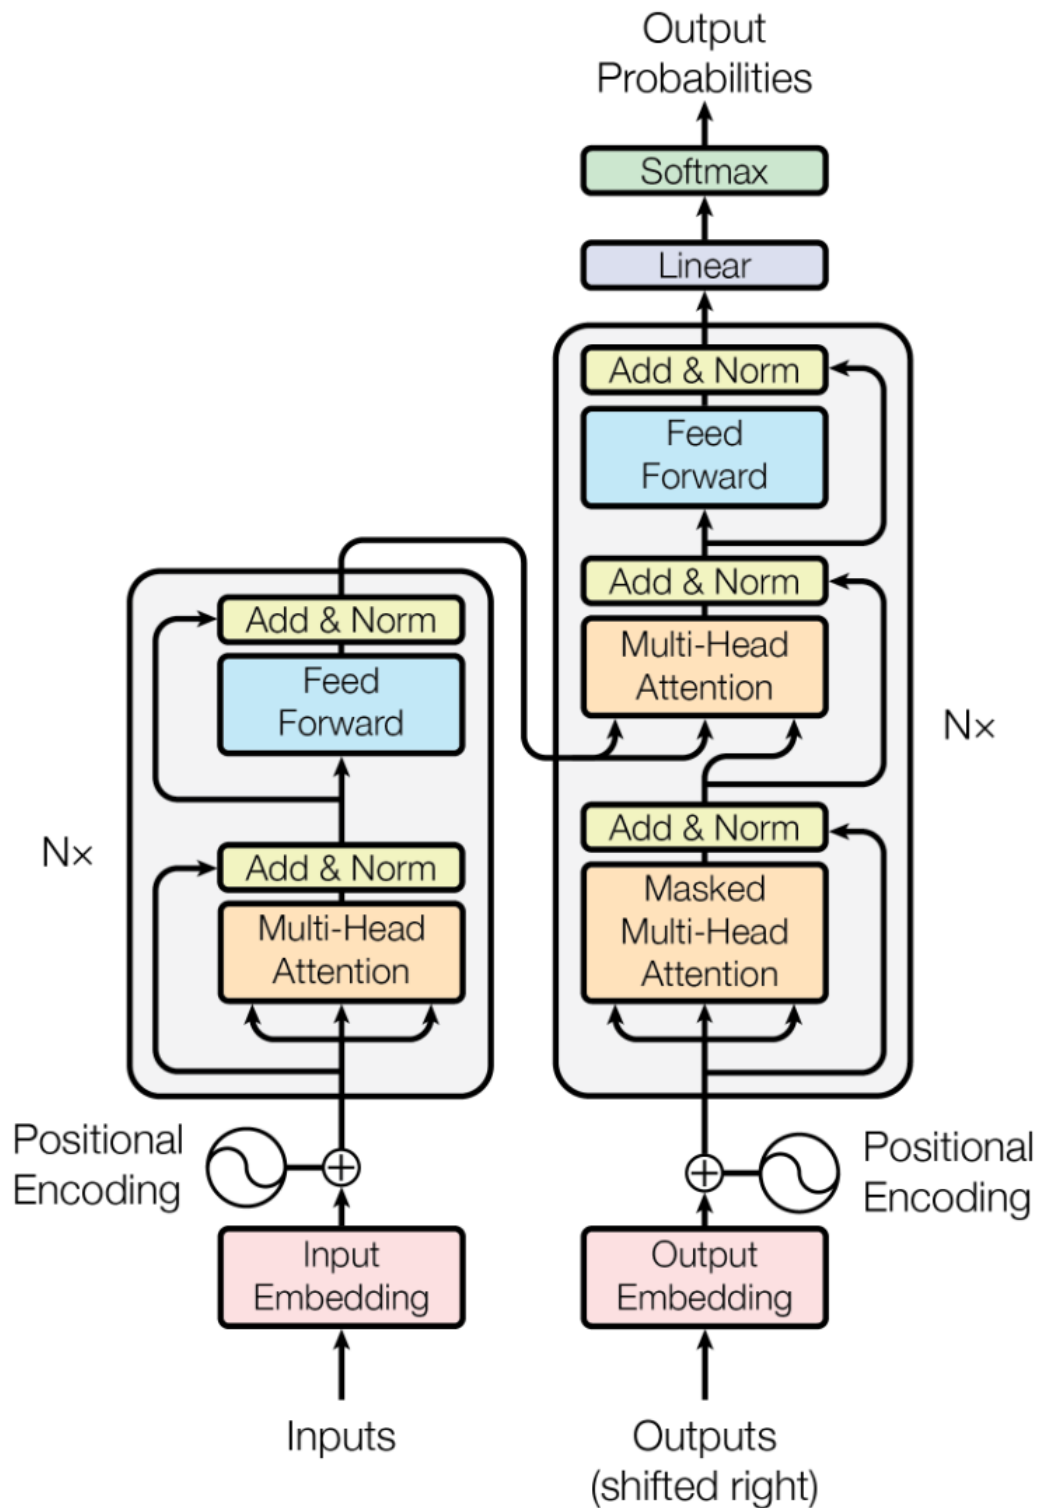 Output
Probabilities
Softmax
Linear
Add & Norm
Feed
Forward
Add & Norm
Multi-Head
Attention
Add & Norm
Masked
Multi-Head
Attention
N×
Add & Norm
Feed
Forward
Add & Norm
Multi-Head
Attention
N×
Positional
Encoding
Positional
Encoding
Input
Embedding
Output
Embedding
Inputs
Outputs
(shifted right)